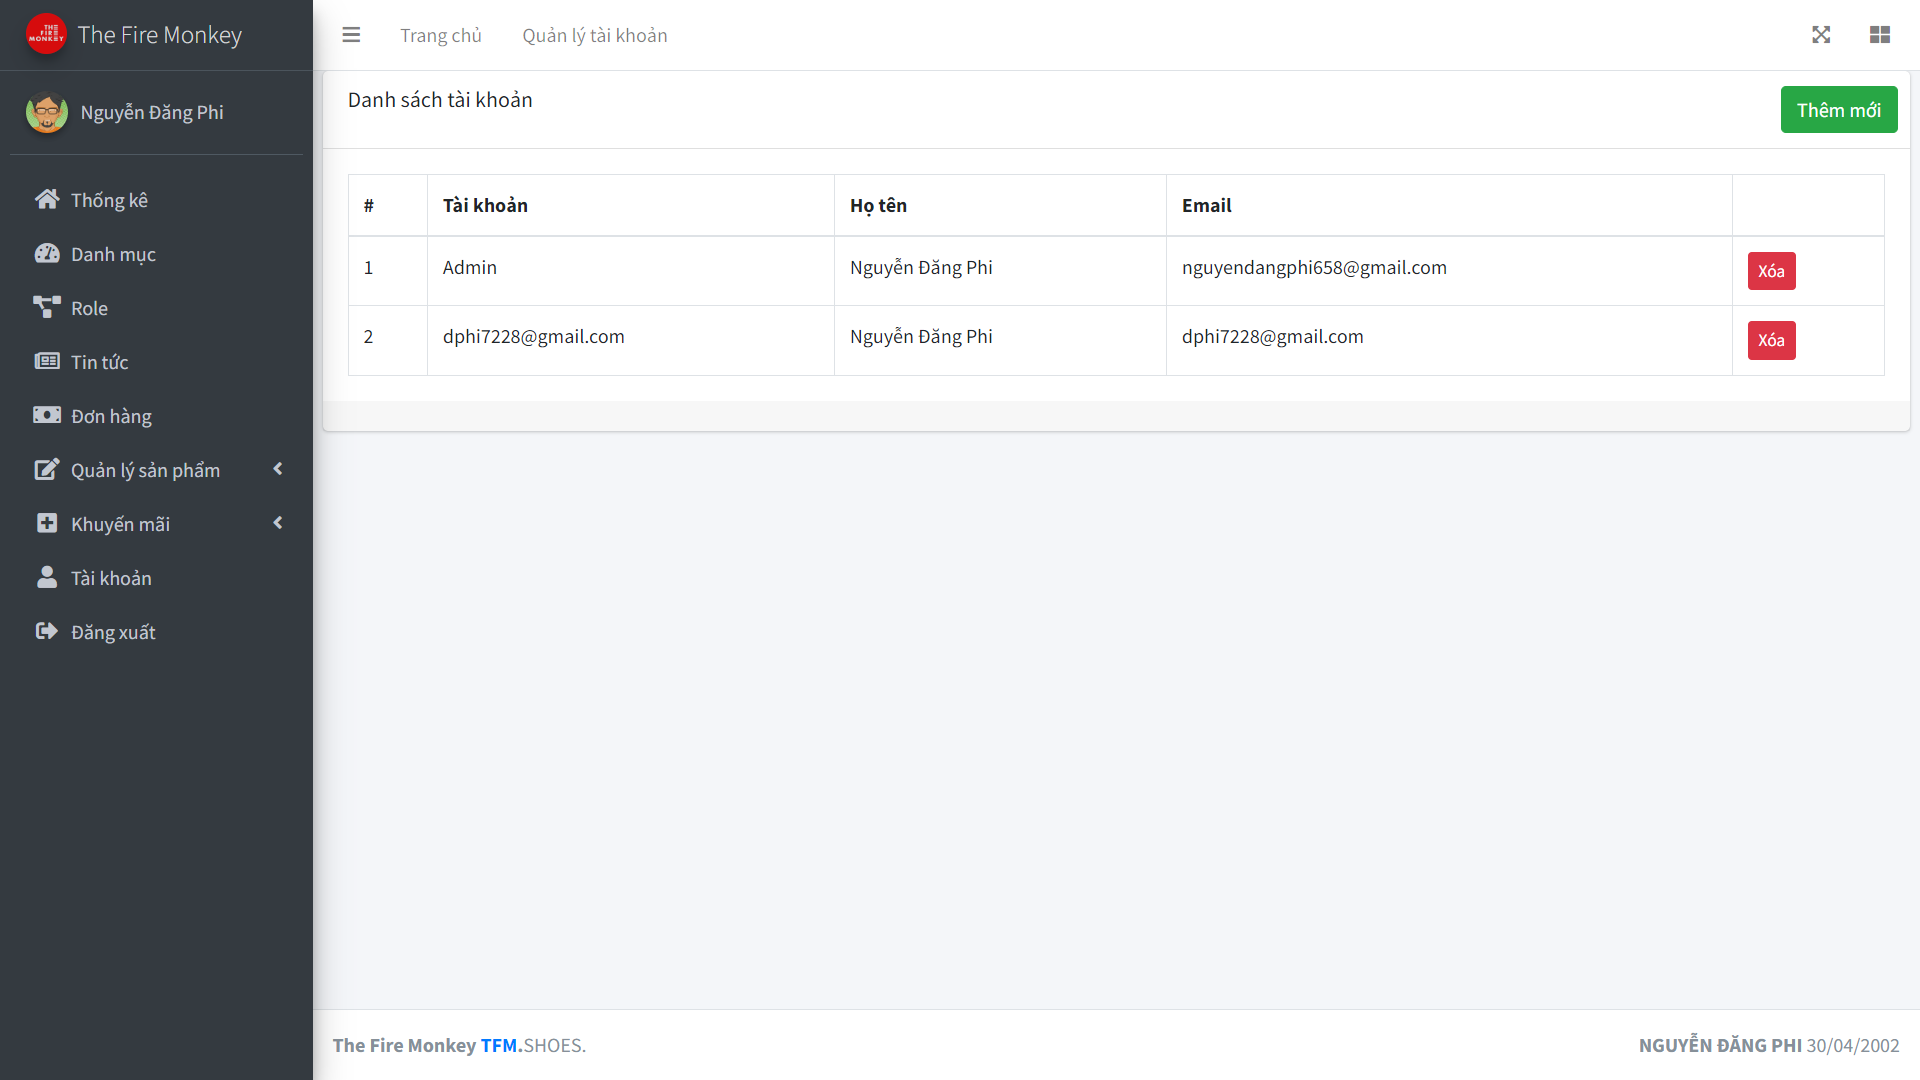 THE
FIRE
MONKEY
The Fire Monkey
Nguyễn Đăng Phi
Thống kê
Danh mục
Role
Tin tức
Đơn hàng
Quản lý sản phẩm
Khuyến mãi
Tài khoản
Đăng xuất
Trang chủ Quản lý tài khoản
Danh sách tài khoản
Thêm mới
# Tài khoản Họ tên Email
1 Admin Nguyễn Đăng Phi nguyendangphi658@gmail.com Xóa
2 dphi7228@gmail.com Nguyễn Đăng Phi dphi7228@gmail.com Xóa
The Fire Monkey TFM.SHOES.
NGUYỄN ĐĂNG PHI 30/04/2002